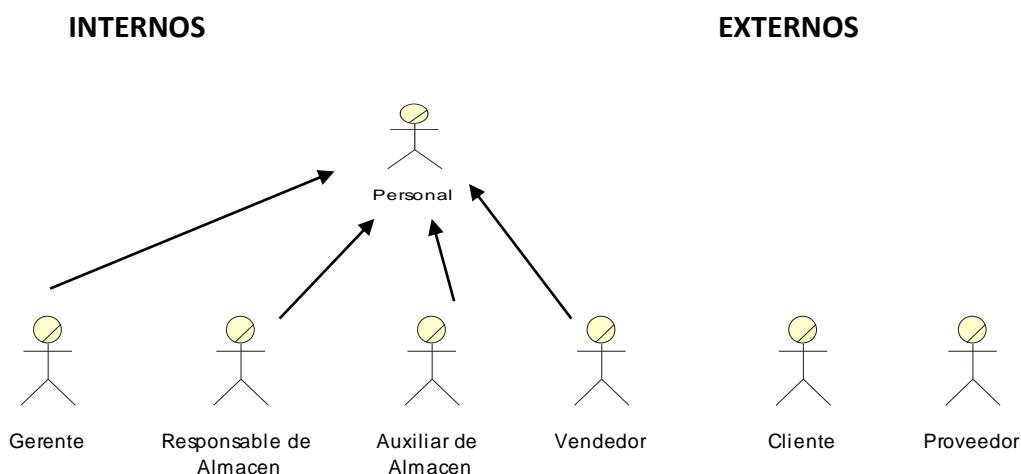 INTERNOS
EXTERNOS
Personal
Gerente
Responsable de
Almacen
Auxiliar de
Almacen
Vendedor
Cliente
Proveedor